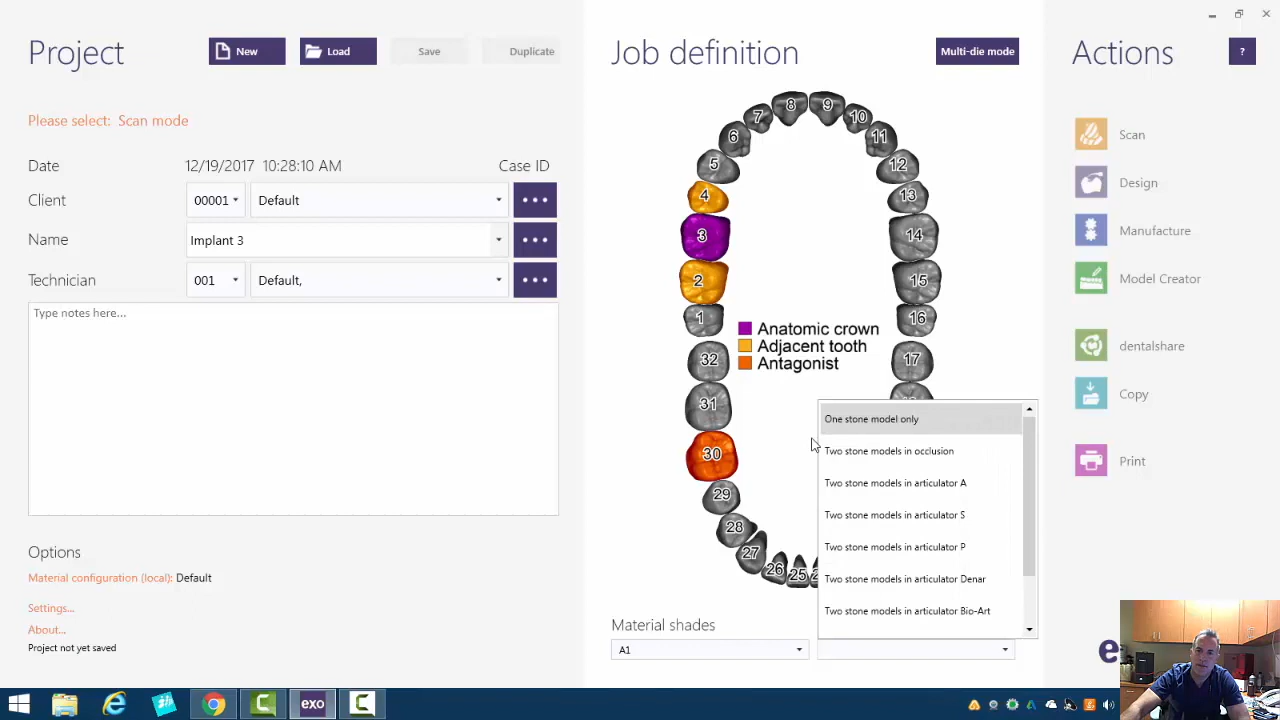 Project
New
Load
Save
Duplicate
Please select: Scan mode
Date
12/19/2017 10:28:10 AM
Case ID
Client
00001
Default
Name
Implant 3
Technician
001
Default,
Type notes here...
Options
Material configuration (local): Default
Settings...
About...
Project not yet saved
Job definition
Multi-die mode
7
8
9
10
6
11
5
12
4
13
3
14
2
15
1
16
Anatomic crown
Adjacent tooth
Antagonist
32
17
31
30
29
28
27
26
25
One stone model only
Two stone models in occlusion
Two stone models in articulator A
Two stone models in articulator S
Two stone models in articulator P
Two stone models in articulator Denar
Two stone models in articulator Bio-Art
Material shades
A1
Actions
?
Scan
Design
Manufacture
Model Creator
dentalshare
Copy
Print
exo